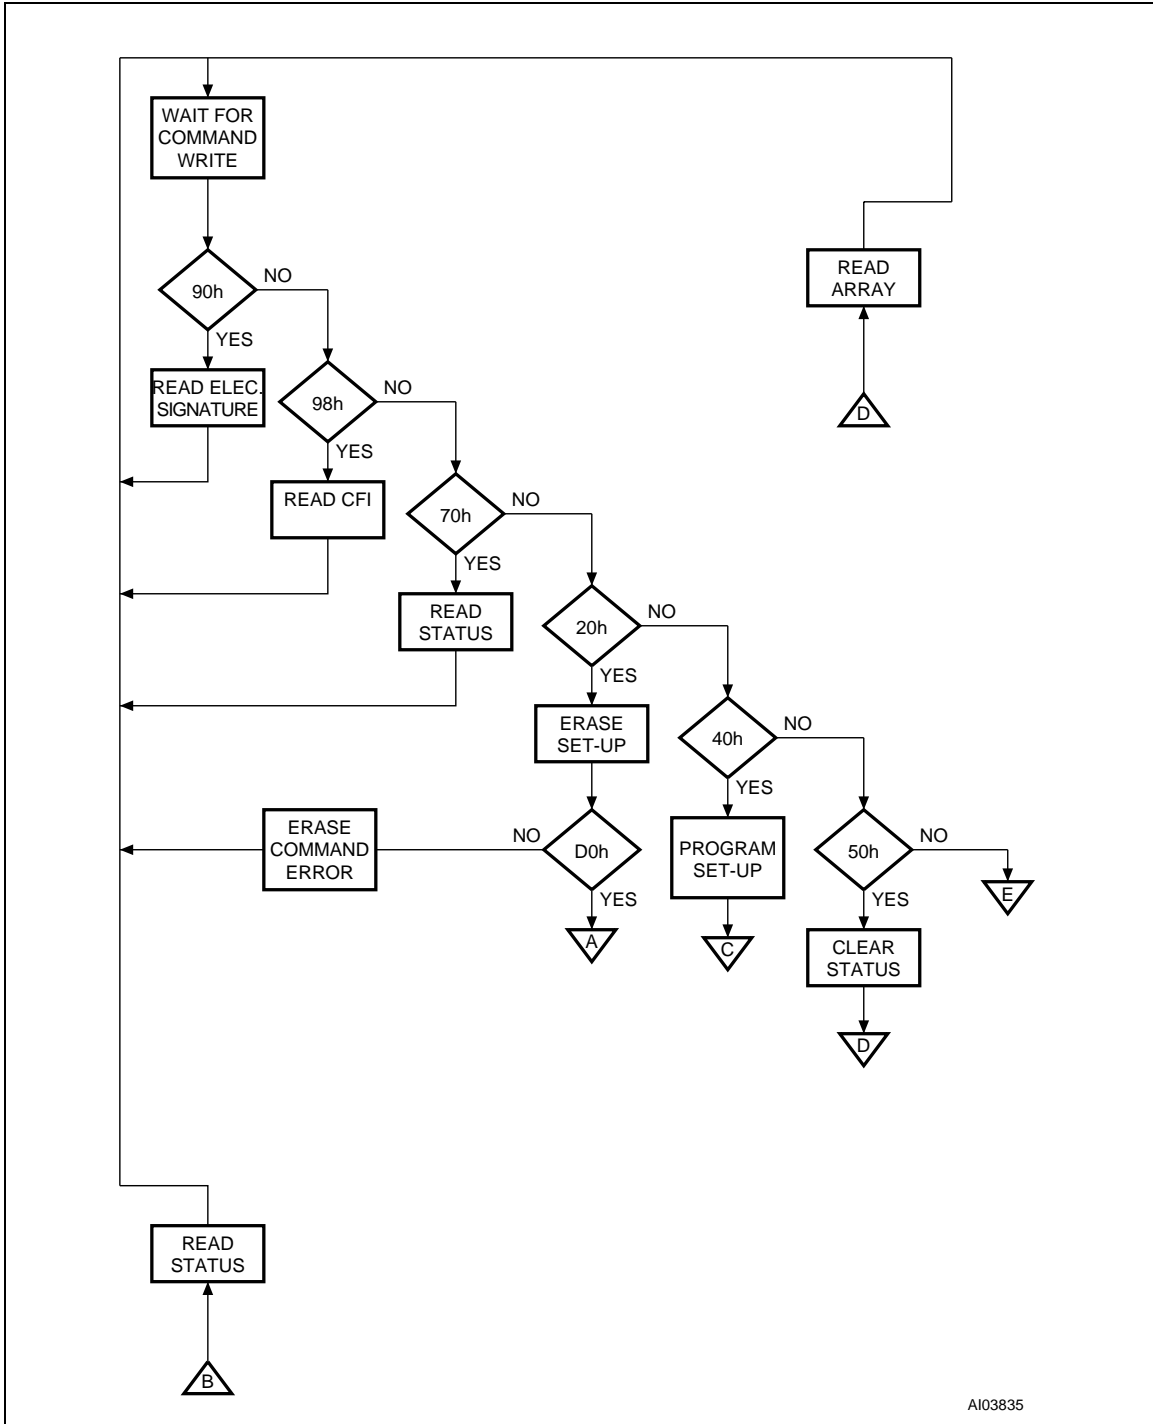 WAIT FOR
COMMAND
WRITE
90h
NO
YES
READ
ARRAY
READ ELEC.
SIGNATURE
98h
NO
YES
D
READ CFI
70h
NO
YES
READ
STATUS
20h
NO
YES
ERASE
SET-UP
40h
NO
YES
ERASE
COMMAND
ERROR
NO
D0h
YES
PROGRAM
SET-UP
50h
NO
YES
E
A
C
CLEAR
STATUS
D
READ
STATUS
B
AI03835